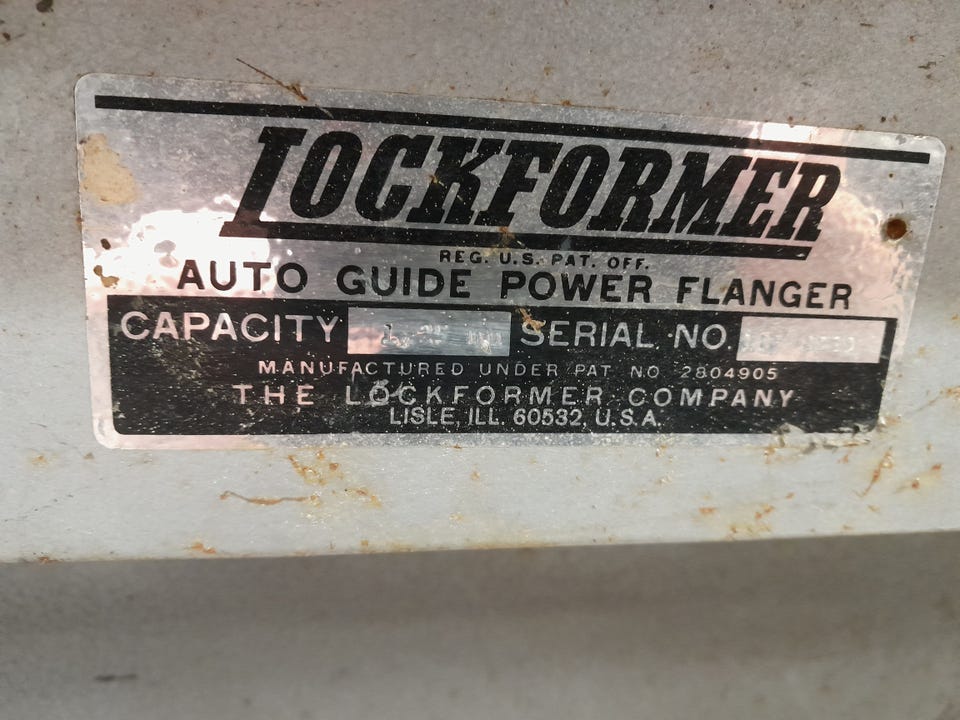 LOCKFORMER
REG. U.S. PAT. OFF.
AUTO GUIDE POWER FLANGER
CAPACITY SERIAL NO.
MANUFACTURED UNDER PAT NO 2804905
THE LOCKFORMER COMPANY
LISLE, ILL. 60532, U.S.A.